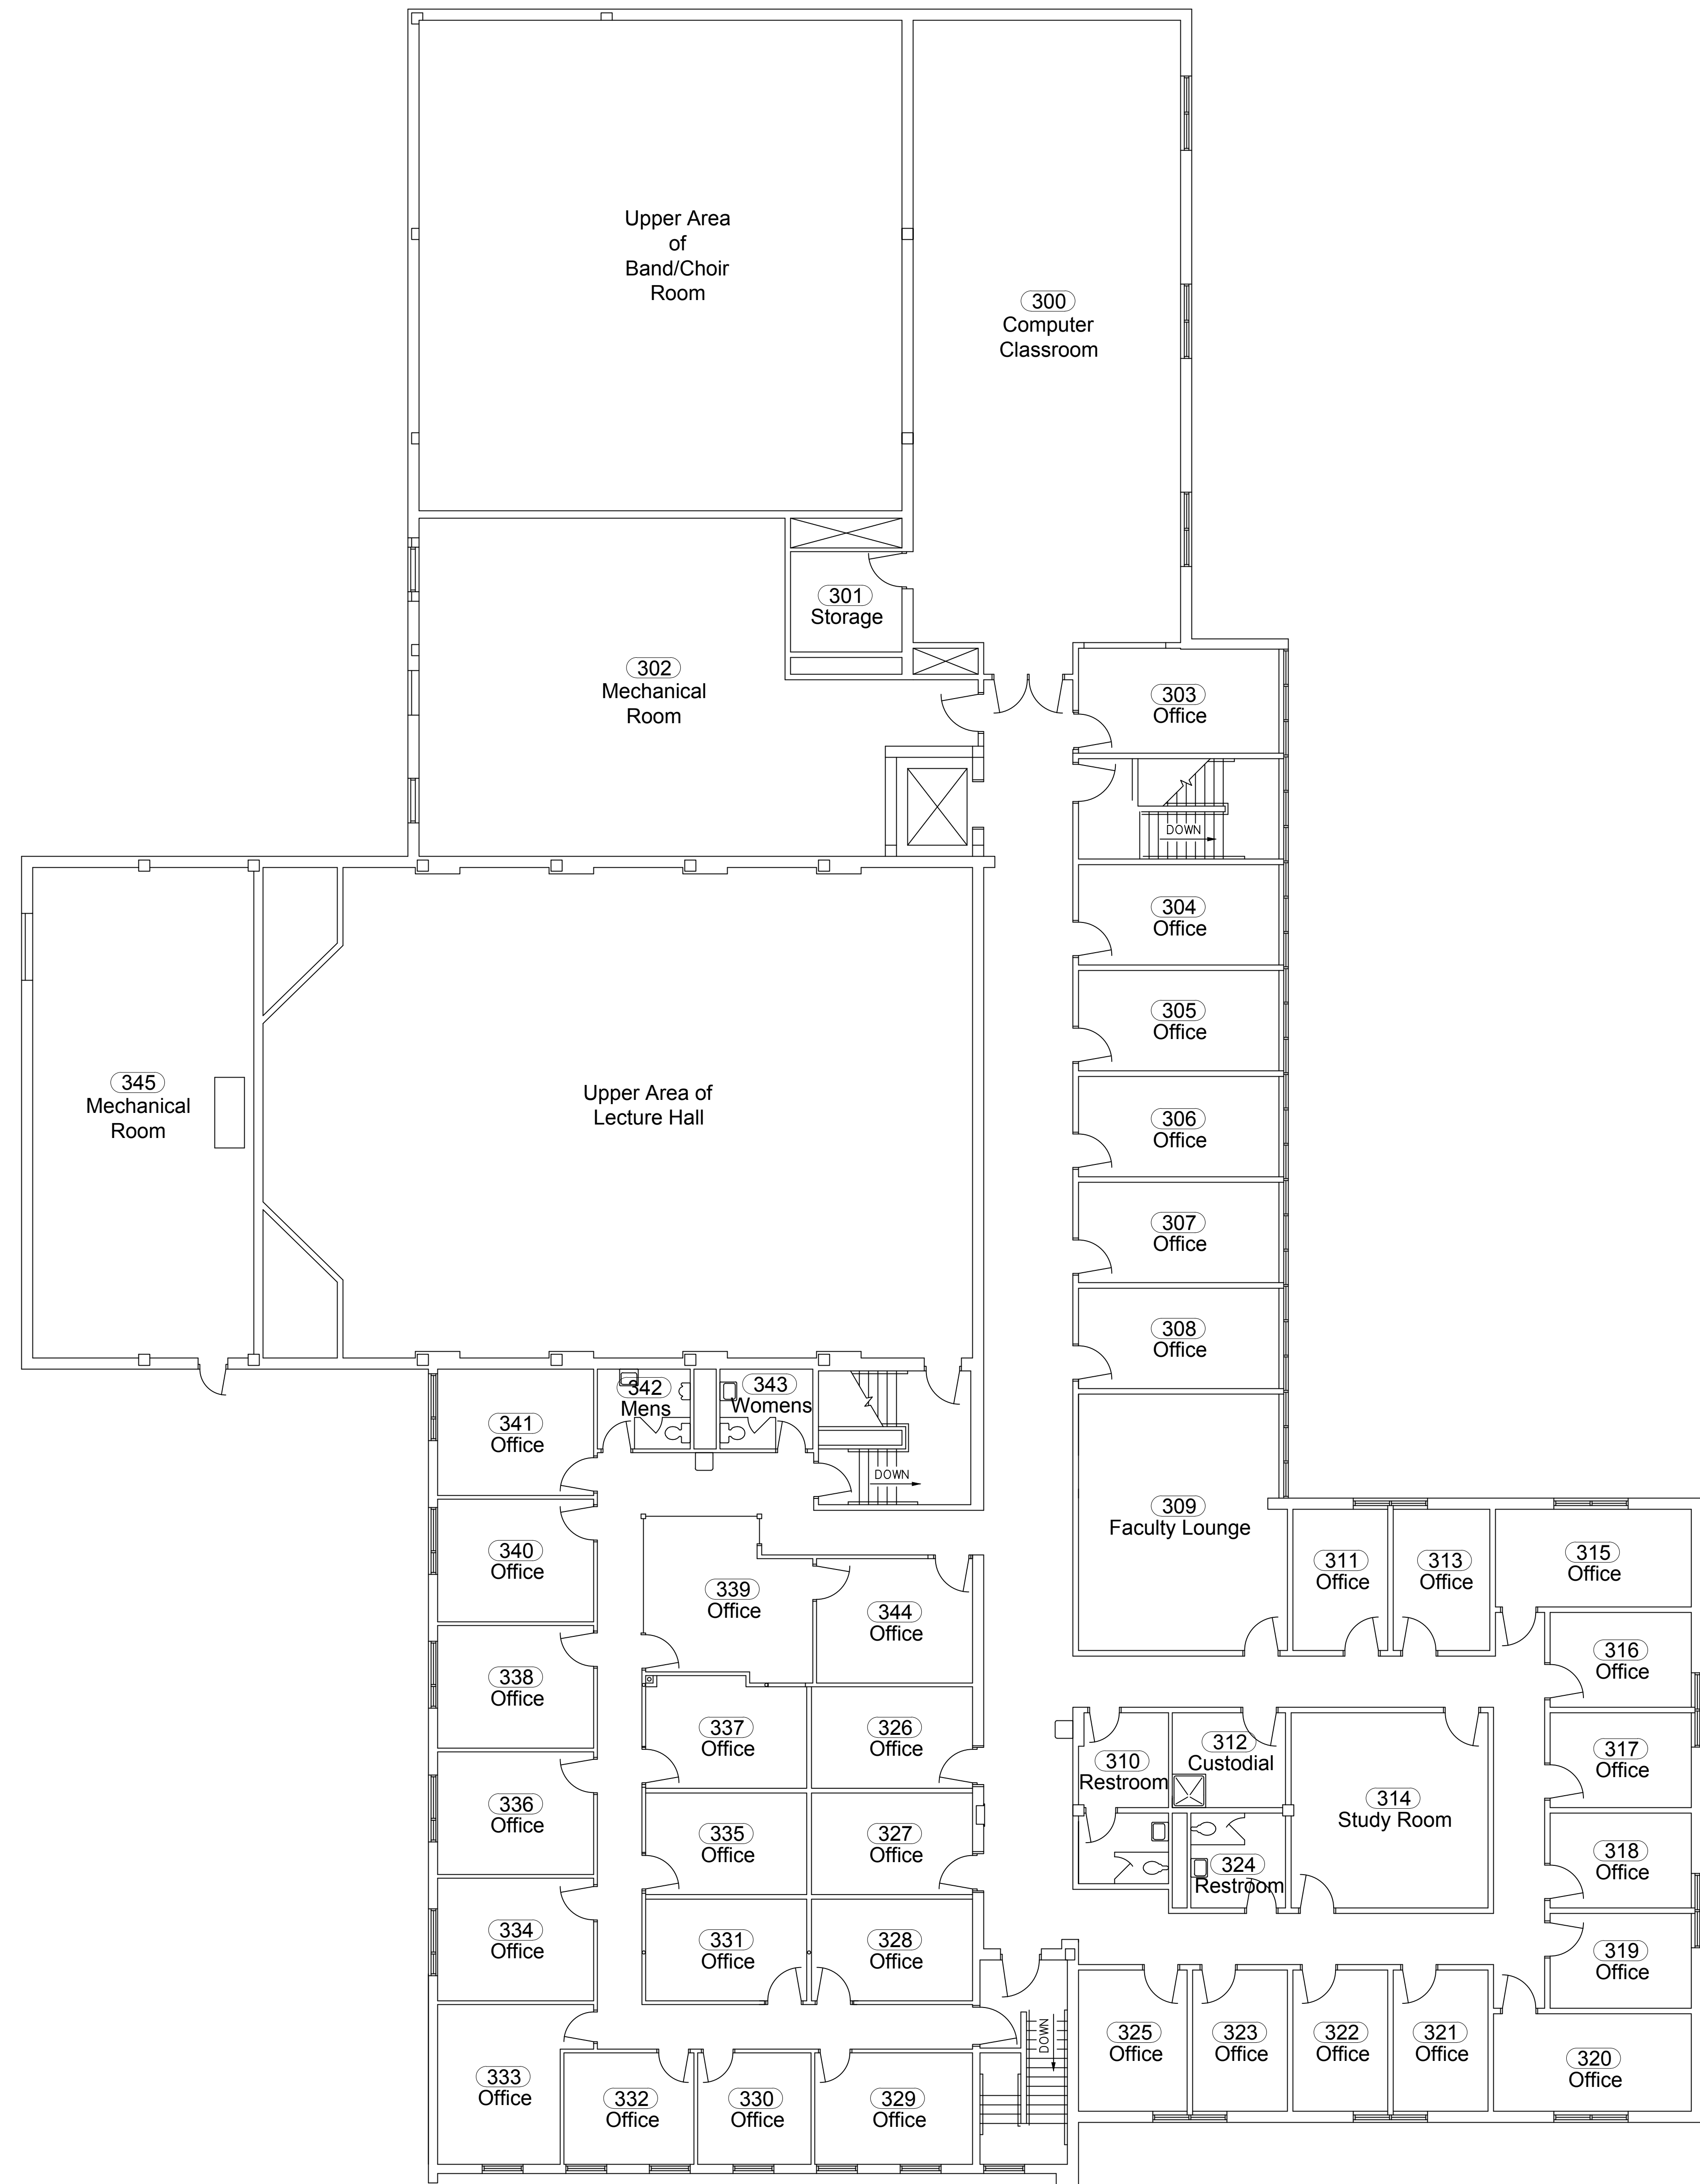 Upper Area
of
Band/Choir
Room
300
Computer
Classroom
301
Storage
302
Mechanical
Room
303
Office
DOWN
304
Office
305
Office
345
Mechanical
Room
Upper Area of
Lecture Hall
306
Office
307
Office
308
Office
341
Office
342
Mens
343
Womens
DOWN
309
Faculty Lounge
340
Office
311
Office
313
Office
315
Office
339
Office
344
Office
316
Office
338
Office
337
Office
326
Office
310
Restroom
312
Custodial
317
Office
336
Office
314
Study Room
335
Office
327
Office
318
Office
324
Restroom
334
Office
331
Office
328
Office
319
Office
DOWN
325
Office
323
Office
322
Office
321
Office
320
Office
333
Office
332
Office
330
Office
329
Office